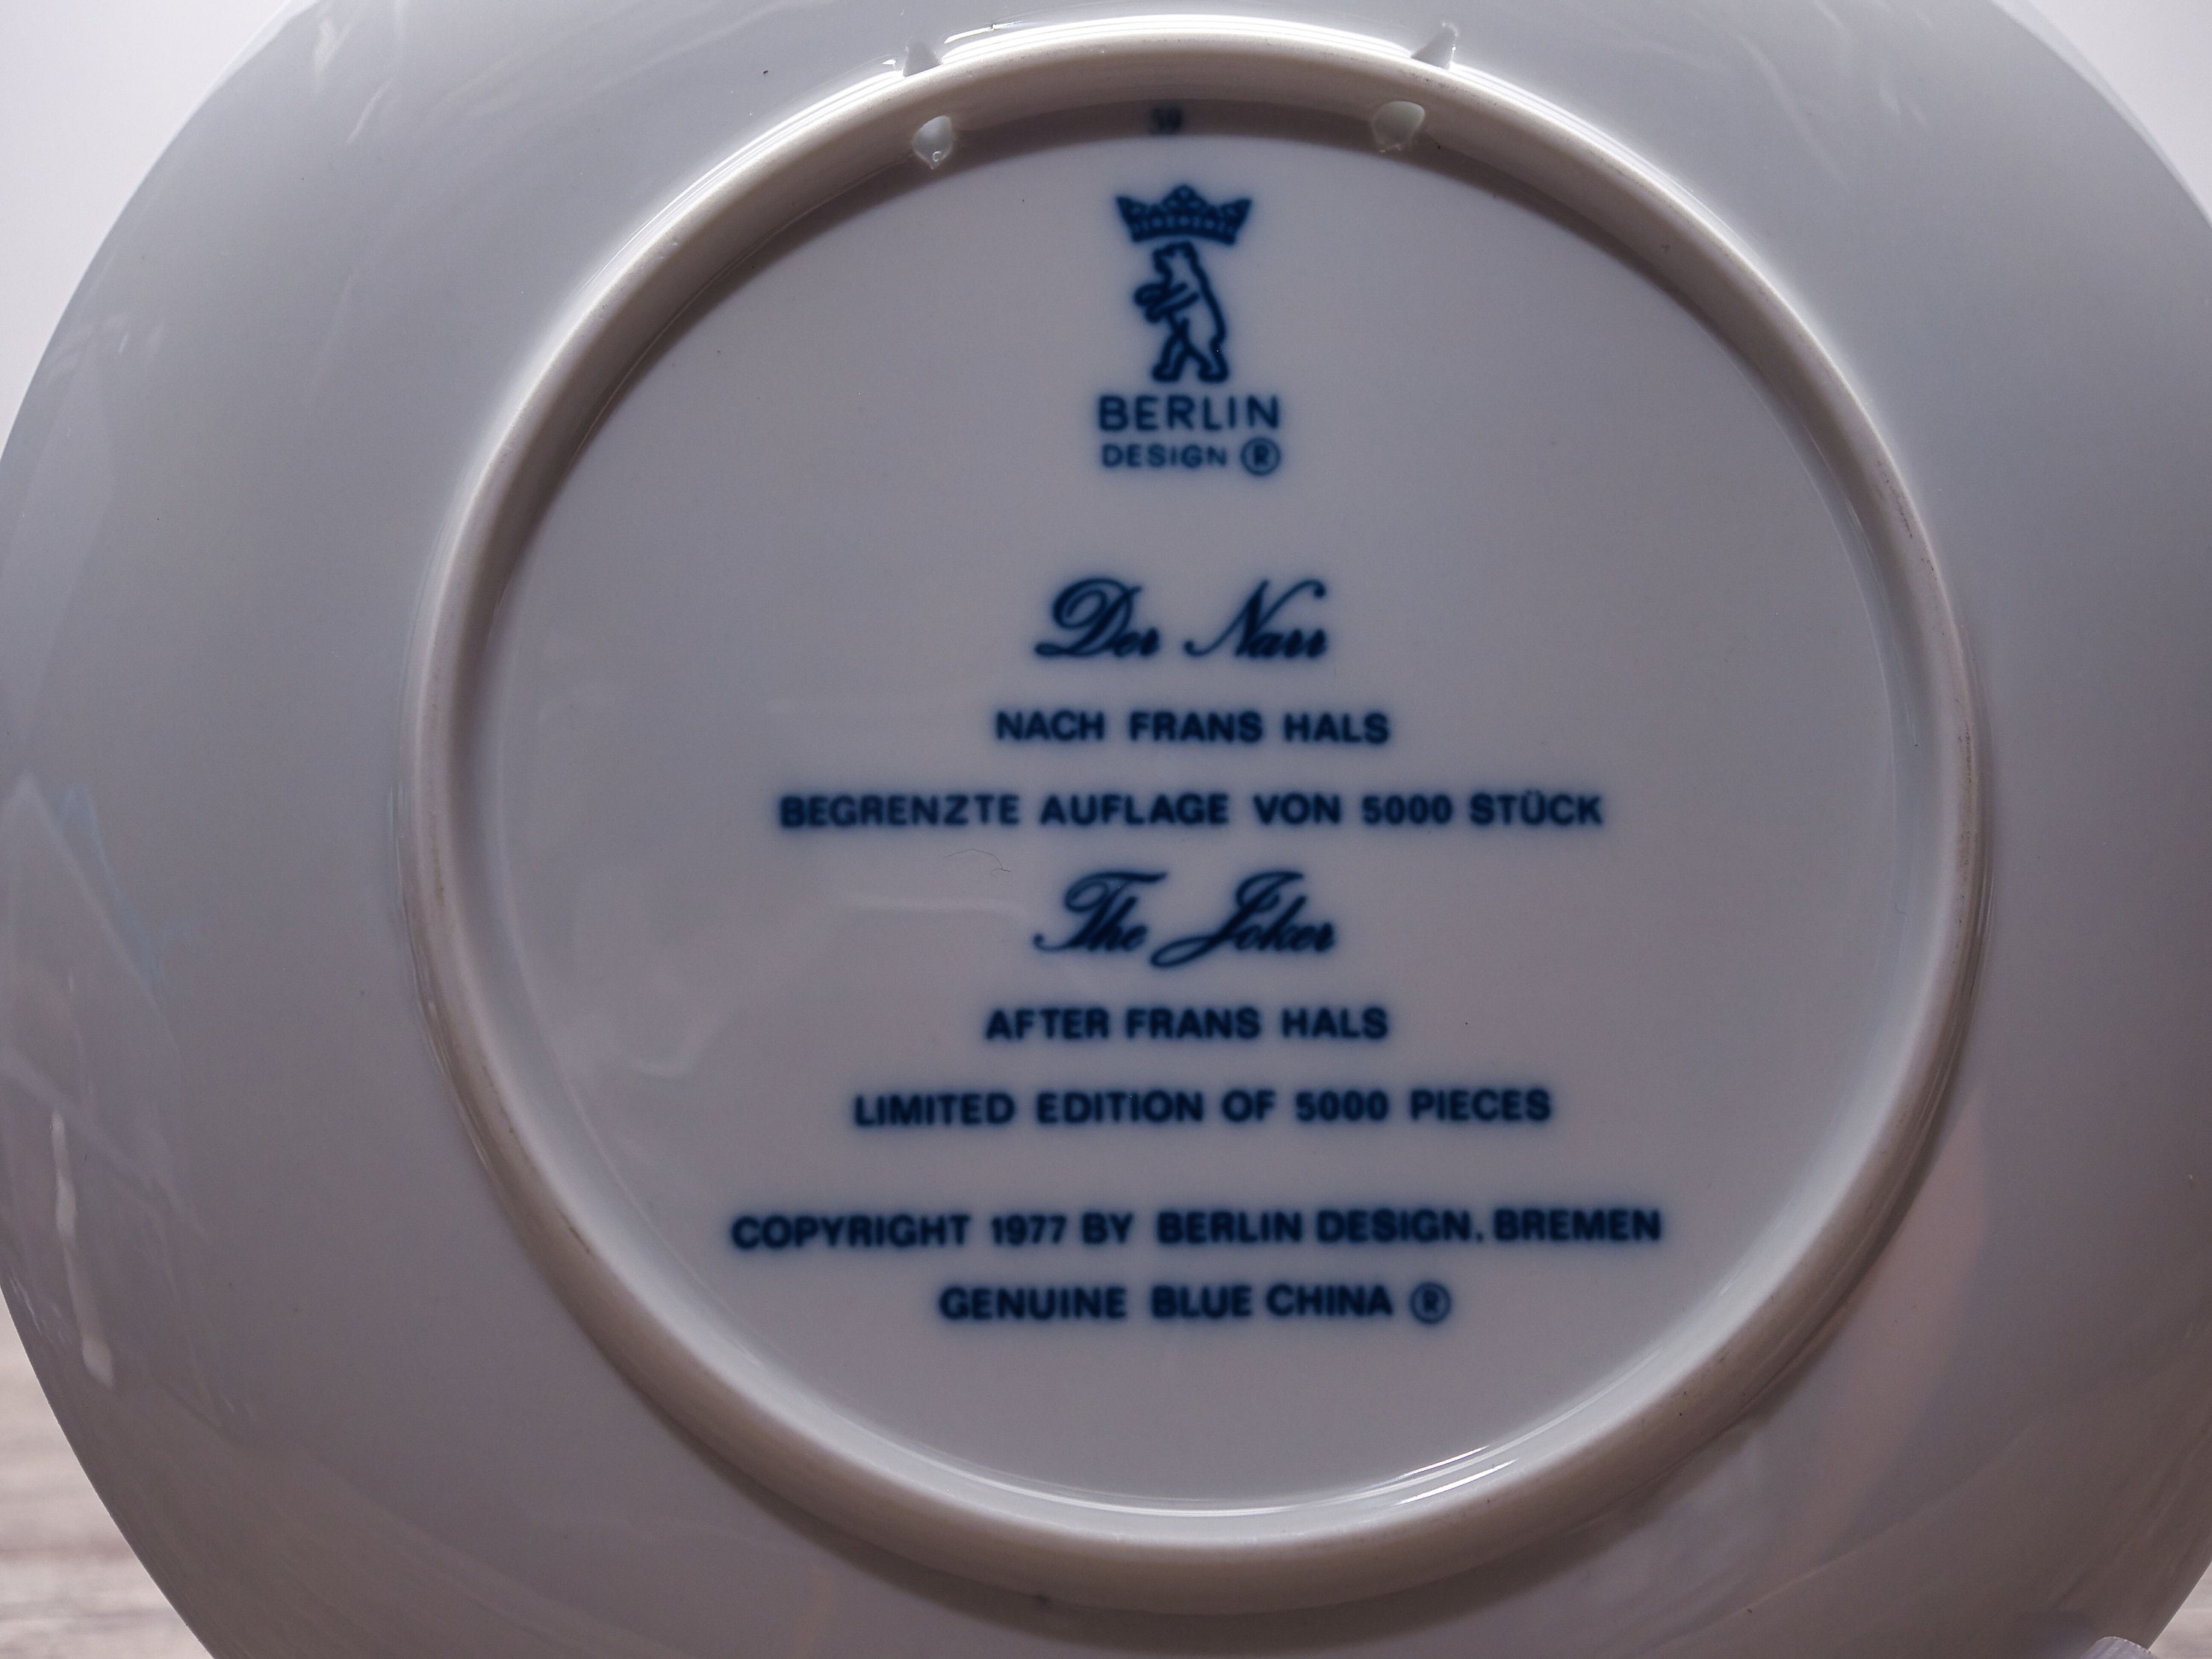 BERLIN
DESIGN ®
Der Narr
NACH FRANS HALS
BEGRENZTE AUFLAGE VON 5000 STÜCK
The Joker
AFTER FRANS HALS
LIMITED EDITION OF 5000 PIECES
COPYRIGHT 1977 BY BERLIN DESIGN. BREMEN
GENUINE BLUE CHINA ®